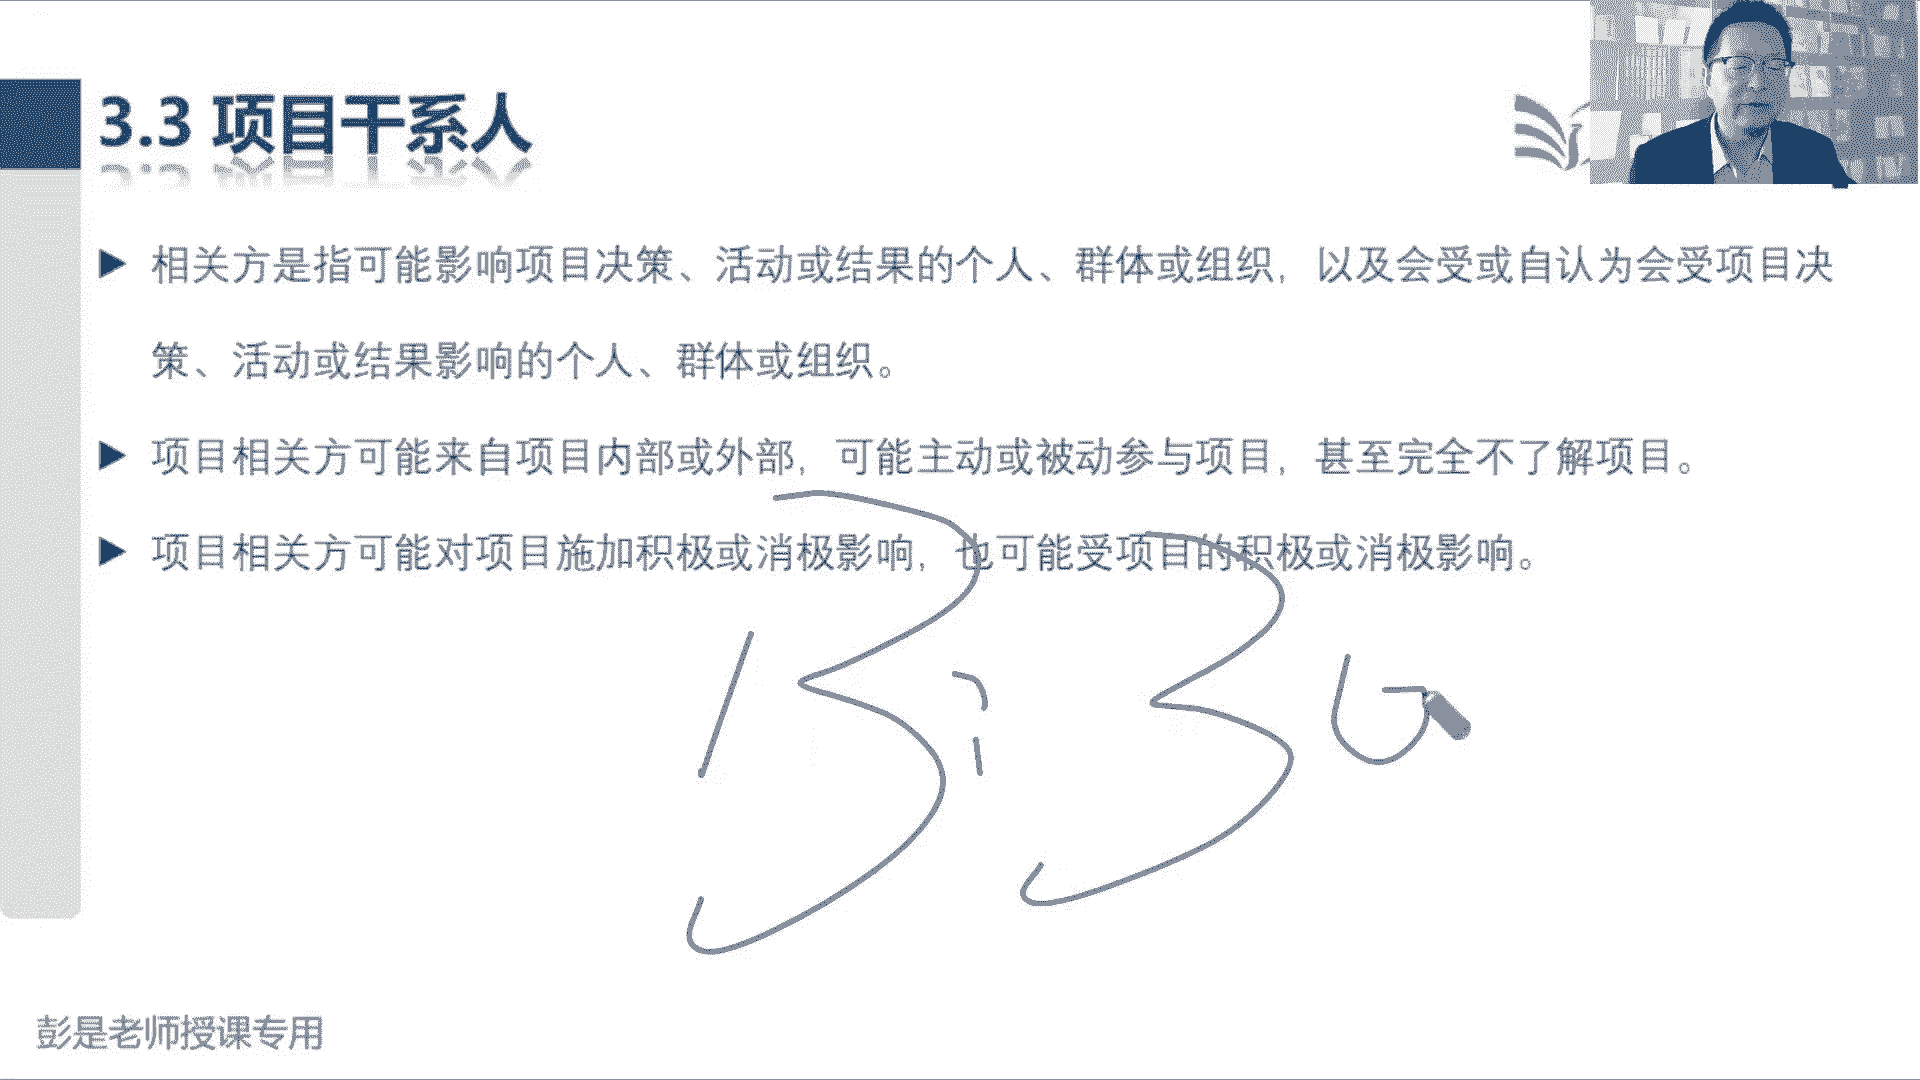 3.3 项目干系人
▶ 相关方是指可能影响项目决策、活动或结果的个人、群体或组织，以及会受或自认为会受项目决
策、活动或结果影响的个人、群体或组织。
▶ 项目相关方可能来自项目内部或外部，可能主动或被动参与项目，甚至完全不了解项目。
▶ 项目相关方可能对项目施加积极或消极影响，也可能受项目的积极或消极影响。
彭是老师授课专用